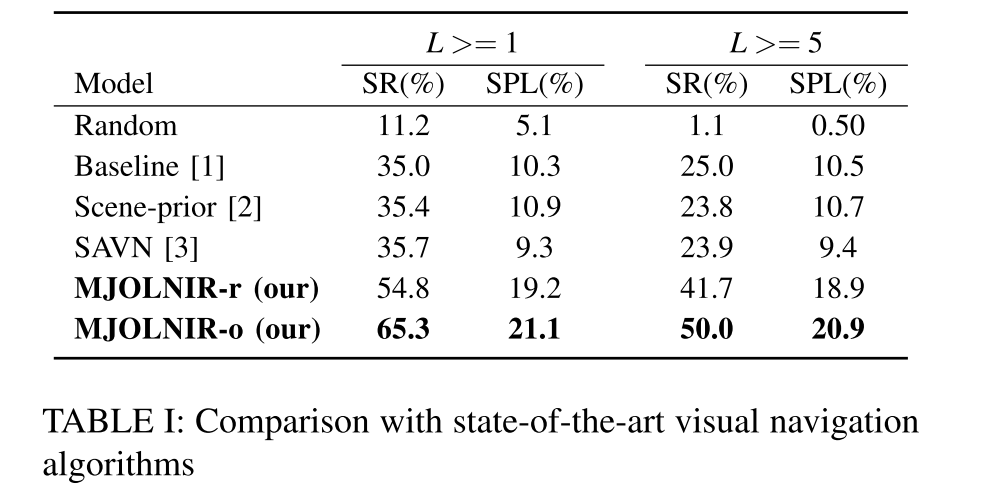 L >= 1 L >= 5
Model SR(%) SPL(%) SR(%) SPL(%)
Random 11.2 5.1 1.1 0.50
Baseline [1] 35.0 10.3 25.0 10.5
Scene-prior [2] 35.4 10.9 23.8 10.7
SAVN [3] 35.7 9.3 23.9 9.4
MJOLNIR-r (our) 54.8 19.2 41.7 18.9
MJOLNIR-o (our) 65.3 21.1 50.0 20.9
TABLE I: Comparison with state-of-the-art visual navigation
algorithms